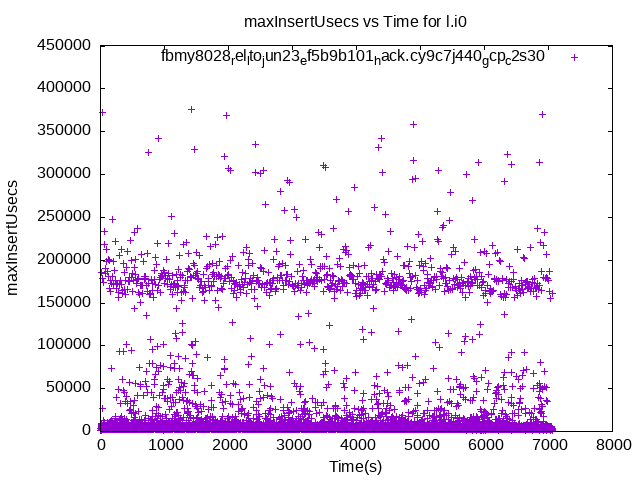 maxInsertUsecs vs Time for l.i0
450000
400000
350000
300000
250000
200000
150000
100000
50000
0
maxInsertUsecs
fbmy8028relltojun23ef5b9b101hack.cy9c7j440gcpc2s30
0 1000 2000 3000 4000 5000 6000 7000 8000
Time(s)